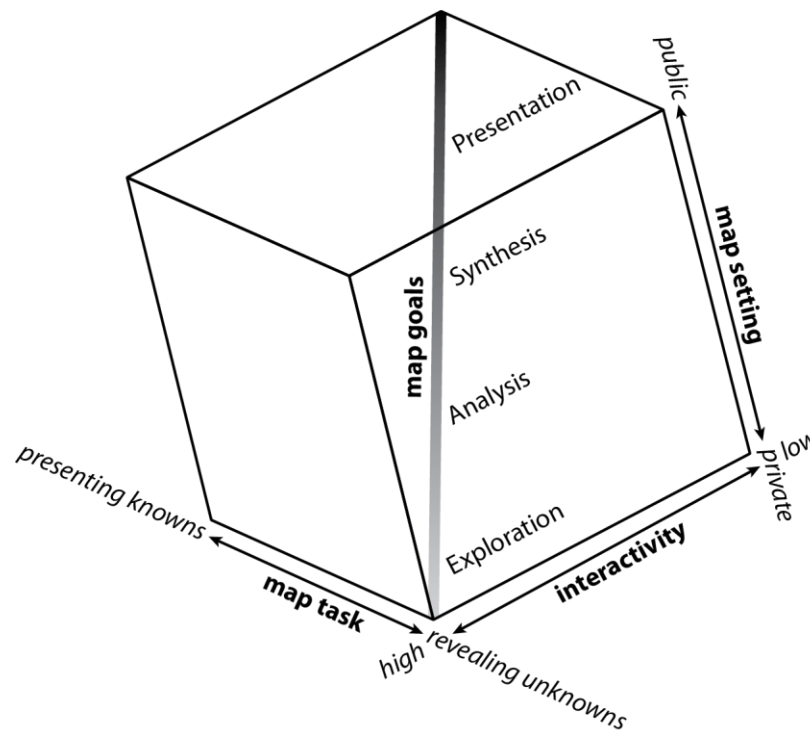 public
Presentation
map setting
Synthesis
map goals
Analysis
low
private
presenting knowns
Exploration
interactivity
map task
high
revealing unknowns